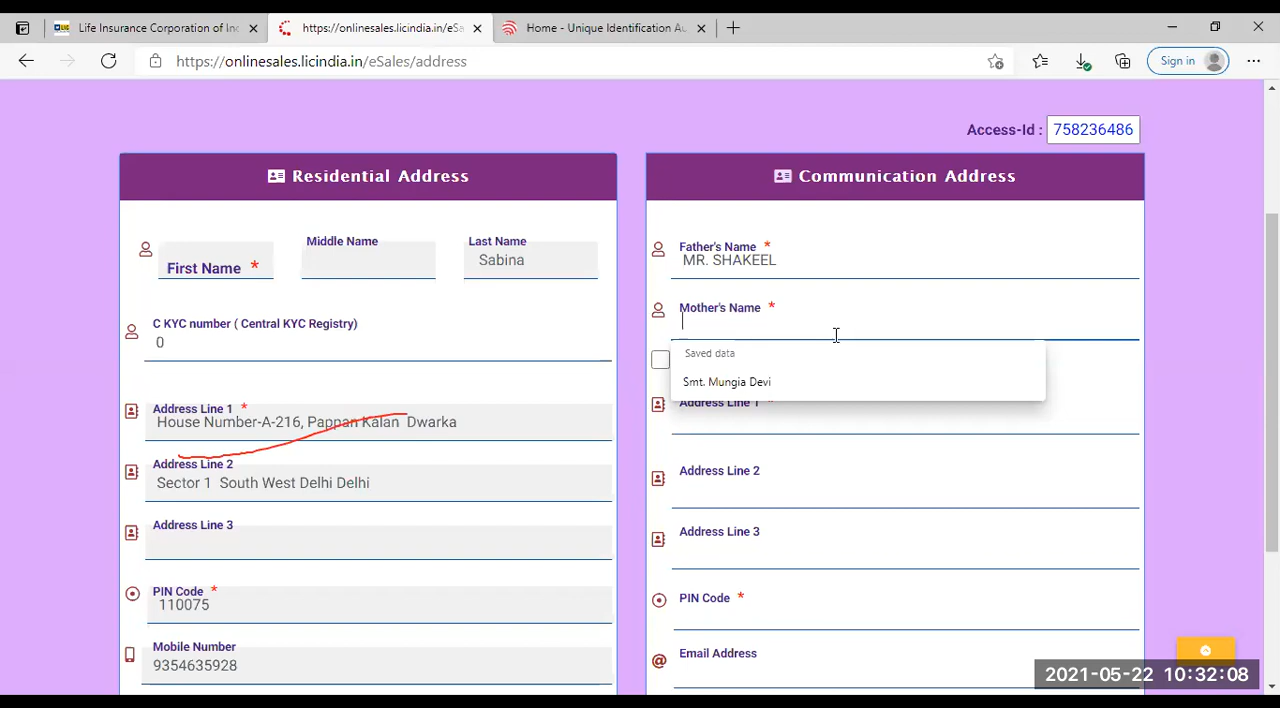 Life Insurance Corporation of In
https://onlinesales.licindia.in/eSa
Home - Unique Identification Au
https://onlinesales.licindia.in/eSales/address
Sign in
Access-Id : 758236486
Residential Address
First Name *
Middle Name
Last Name
Sabina
C KYC number ( Central KYC Registry)
0
Address Line 1 *
House Number-A-216, Pappan Kalan Dwarka
Address Line 2
Sector 1 South West Delhi Delhi
Address Line 3
PIN Code *
110075
Mobile Number
9354635928
Communication Address
Father's Name *
MR. SHAKEEL
Mother's Name *
Saved data
Smt. Mungia Devi
Address Line 1 *
Address Line 2
Address Line 3
PIN Code *
Email Address
2021-05-22 10:32:08